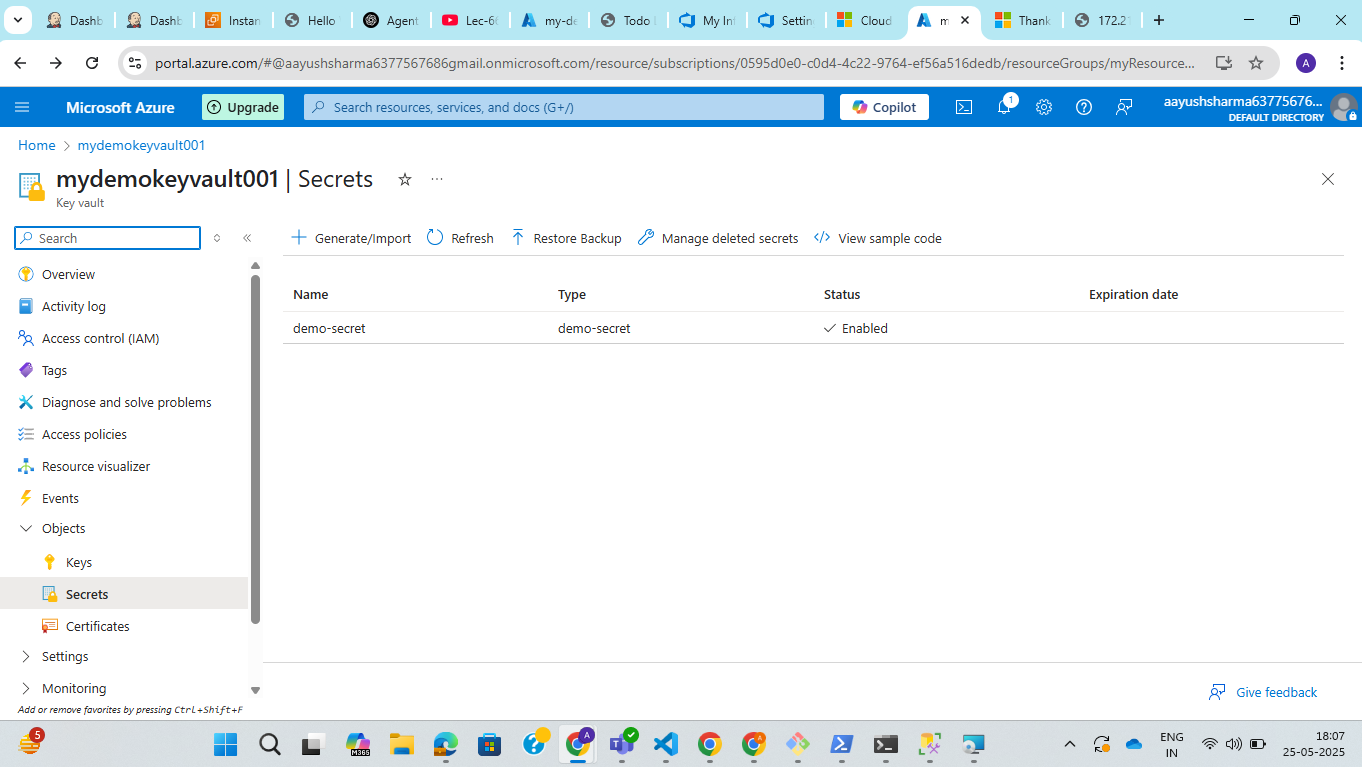 Dashb
Dashb
Instan
Hello
Agent
Lec-6
my-de
Todo
My Inf
Settin
Cloud
m
Thank
172.2
portal.azure.com/#@aayushsharma6377567686gmail.onmicrosoft.com/resource/subscriptions/0595d0e0-c0d4-4c22-9764-ef56a516dedb/resourceGroups/myResource...
A
Microsoft Azure
Upgrade
Search resources, services, and docs (G+/)
Copilot
1
aayushsharma63775676...
DEFAULT DIRECTORY
Home > mydemokeyvault001
mydemokeyvault001 | Secrets
Key vault
Search
Generate/Import
Refresh
Restore Backup
Manage deleted secrets
View sample code
Overview
Activity log
Access control (IAM)
Tags
Diagnose and solve problems
Access policies
Resource visualizer
Events
Objects
Keys
Secrets
Certificates
Settings
Monitoring
Add or remove favorites by pressing Ctrl+Shift+F
Name Type Status Expiration date
demo-secret demo-secret Enabled
Give feedback
5
M365
A
ENG
IN
18:07
25-05-2025